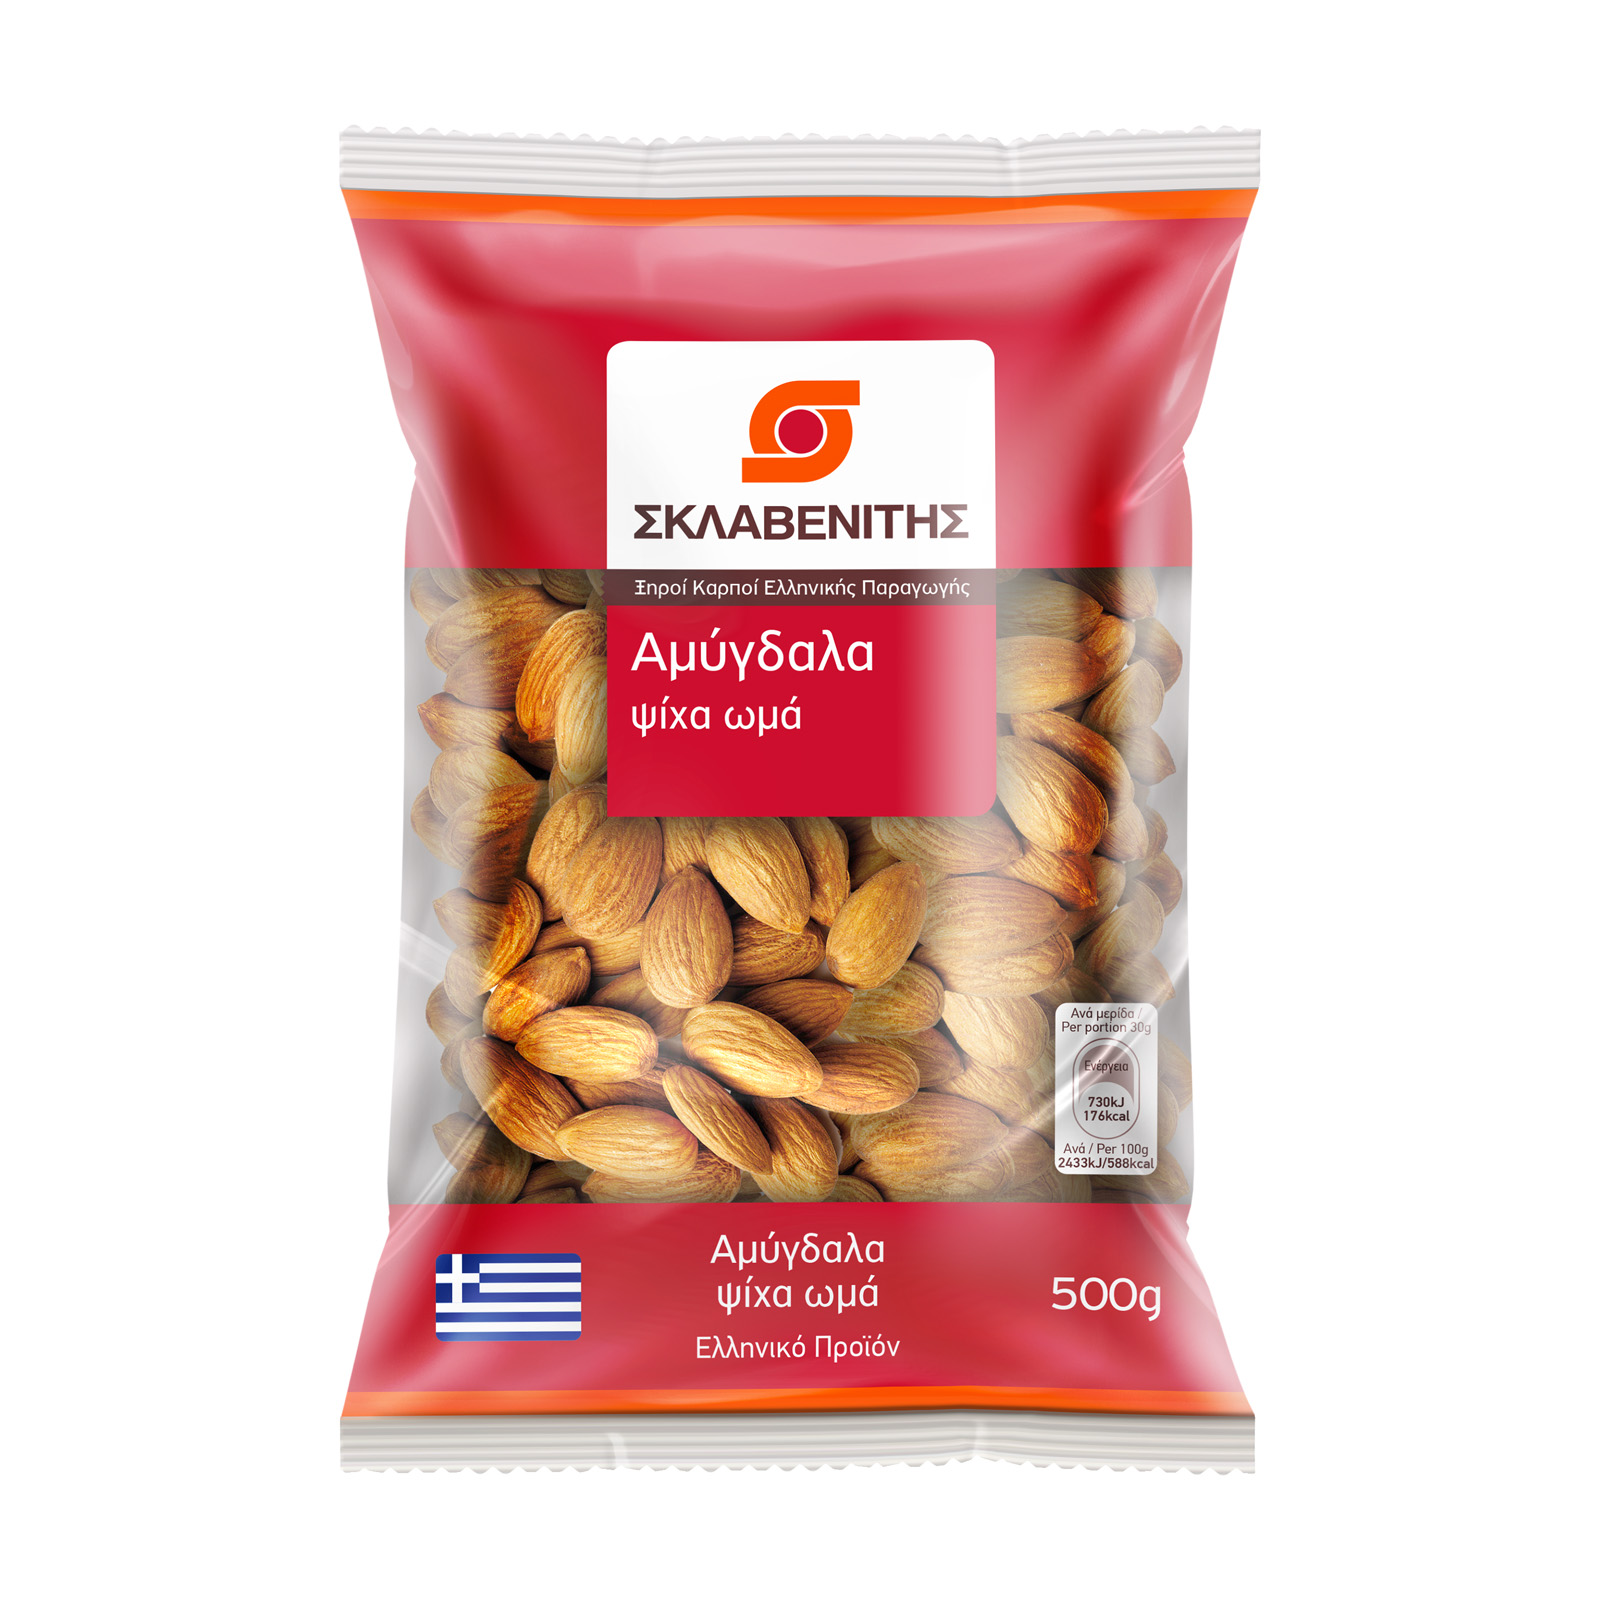 ΣΚΛΑΒΕΝΙΤΗΣ
Ξηροί Καρποί Ελληνικής Παραγωγής
Αμύγδαλα
ψίχα ωμά
Ανά μερίδα /
Per portion 30g
Ενέργεια
730kJ
176kcal
Ανά / Per 100g
2433kJ/588kcal
Αμύγδαλα
ψίχα ωμά
Ελληνικό Προϊόν
500g